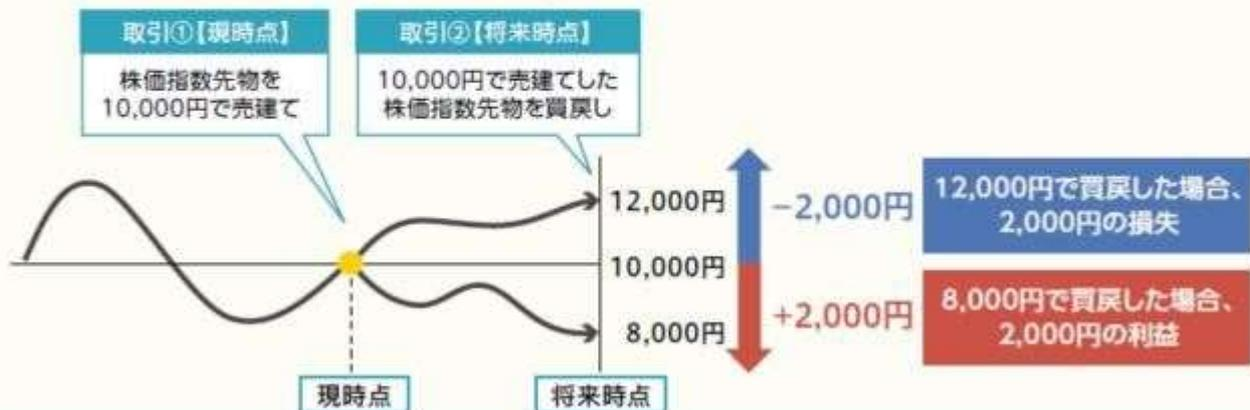 取引①【現時点】
株価指数先物を
10,000円で売建て
取引②【将来時点】
10,000円で売建てした
株価指数先物を買戻し
12,000円
10,000円
8,000円
−2,000円
+2,000円
12,000円で買戻した場合、
2,000円の損失
8,000円で買戻した場合、
2,000円の利益
現時点
将来時点